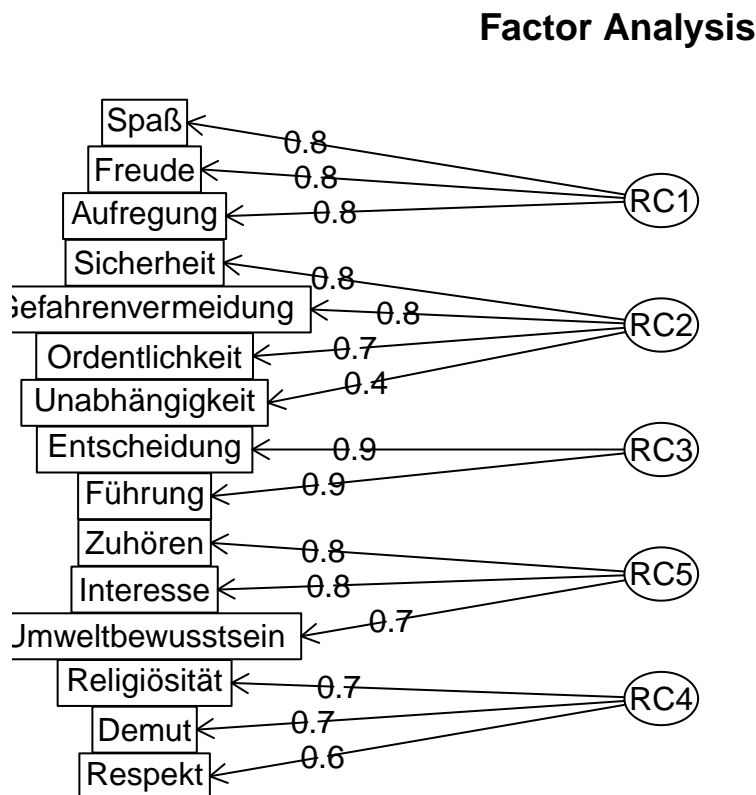 Factor Analysis
Spaß
0.8
Freude
0.8
RC1
Aufregung
0.8
Sicherheit
0.8
Gefahrenvermeidung
0.8
RC2
Ordentlichkeit
0.7
Unabhängigkeit
0.4
Entscheidung
0.9
RC3
Führung
0.9
Zuhören
0.8
Interesse
0.8
RC5
Umweltbewusstsein
0.7
Religiösität
0.7
RC4
Demut
0.7
Respekt
0.6